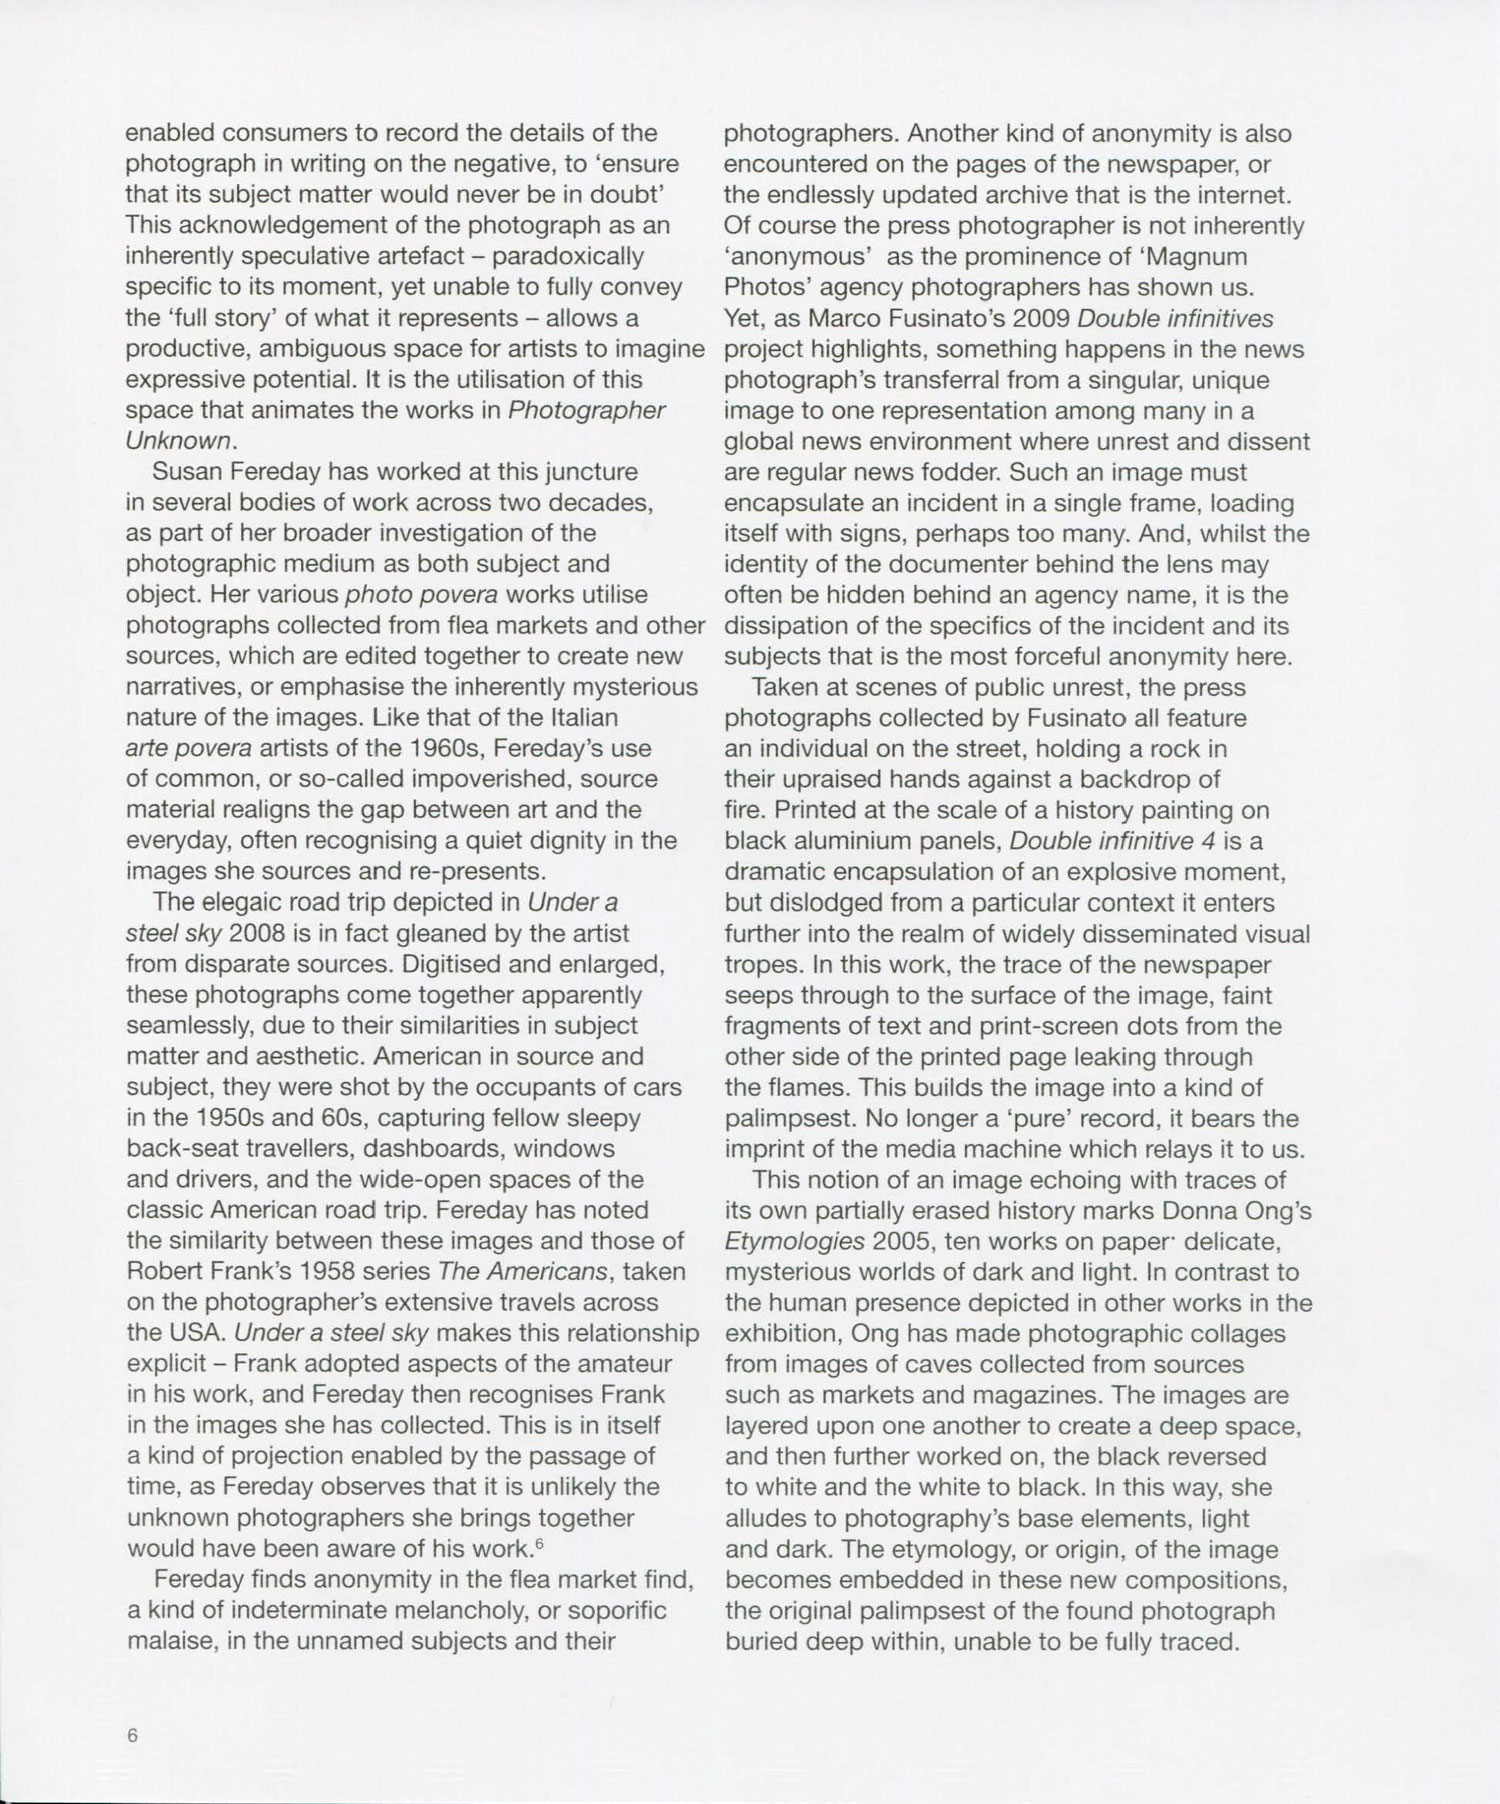 enabled consumers to record the details of the
photograph in writing on the negative, to ‘ensure
that its subject matter would never be in doubt’
This acknowledgement of the photograph as an
inherently speculative artefact – paradoxically
specific to its moment, yet unable to fully convey
the ‘full story’ of what it represents – allows a
productive, ambiguous space for artists to imagine
expressive potential. It is the utilisation of this
space that animates the works in Photographer
Unknown.
Susan Fereday has worked at this juncture
in several bodies of work across two decades,
as part of her broader investigation of the
photographic medium as both subject and
object. Her various photo povera works utilise
photographs collected from flea markets and other
sources, which are edited together to create new
narratives, or emphasise the inherently mysterious
nature of the images. Like that of the Italian
arte povera artists of the 1960s, Fereday’s use
of common, or so-called impoverished, source
material realigns the gap between art and the
everyday, often recognising a quiet dignity in the
images she sources and re-presents.
The elegaic road trip depicted in Under a
steel sky 2008 is in fact gleaned by the artist
from disparate sources. Digitised and enlarged,
these photographs come together apparently
seamlessly, due to their similarities in subject
matter and aesthetic. American in source and
subject, they were shot by the occupants of cars
in the 1950s and 60s, capturing fellow sleepy
back-seat travellers, dashboards, windows
and drivers, and the wide-open spaces of the
classic American road trip. Fereday has noted
the similarity between these images and those of
Robert Frank’s 1958 series The Americans, taken
on the photographer’s extensive travels across
the USA. Under a steel sky makes this relationship
explicit – Frank adopted aspects of the amateur
in his work, and Fereday then recognises Frank
in the images she has collected. This is in itself
a kind of projection enabled by the passage of
time, as Fereday observes that it is unlikely the
unknown photographers she brings together
would have been aware of his work.⁶
Fereday finds anonymity in the flea market find,
a kind of indeterminate melancholy, or soporific
malaise, in the unnamed subjects and their
photographers. Another kind of anonymity is also
encountered on the pages of the newspaper, or
the endlessly updated archive that is the internet.
Of course the press photographer is not inherently
‘anonymous’ as the prominence of ‘Magnum
Photos’ agency photographers has shown us.
Yet, as Marco Fusinato’s 2009 Double infinitives
project highlights, something happens in the news
photograph’s transferral from a singular, unique
image to one representation among many in a
global news environment where unrest and dissent
are regular news fodder. Such an image must
encapsulate an incident in a single frame, loading
itself with signs, perhaps too many. And, whilst the
identity of the documenter behind the lens may
often be hidden behind an agency name, it is the
dissipation of the specifics of the incident and its
subjects that is the most forceful anonymity here.
Taken at scenes of public unrest, the press
photographs collected by Fusinato all feature
an individual on the street, holding a rock in
their upraised hands against a backdrop of
fire. Printed at the scale of a history painting on
black aluminium panels, Double infinitive 4 is a
dramatic encapsulation of an explosive moment,
but dislodged from a particular context it enters
further into the realm of widely disseminated visual
tropes. In this work, the trace of the newspaper
seeps through to the surface of the image, faint
fragments of text and print-screen dots from the
other side of the printed page leaking through
the flames. This builds the image into a kind of
palimpsest. No longer a ‘pure’ record, it bears the
imprint of the media machine which relays it to us.
This notion of an image echoing with traces of
its own partially erased history marks Donna Ong’s
Etymologies 2005, ten works on paper· delicate,
mysterious worlds of dark and light. In contrast to
the human presence depicted in other works in the
exhibition, Ong has made photographic collages
from images of caves collected from sources
such as markets and magazines. The images are
layered upon one another to create a deep space,
and then further worked on, the black reversed
to white and the white to black. In this way, she
alludes to photography’s base elements, light
and dark. The etymology, or origin, of the image
becomes embedded in these new compositions,
the original palimpsest of the found photograph
buried deep within, unable to be fully traced.
6